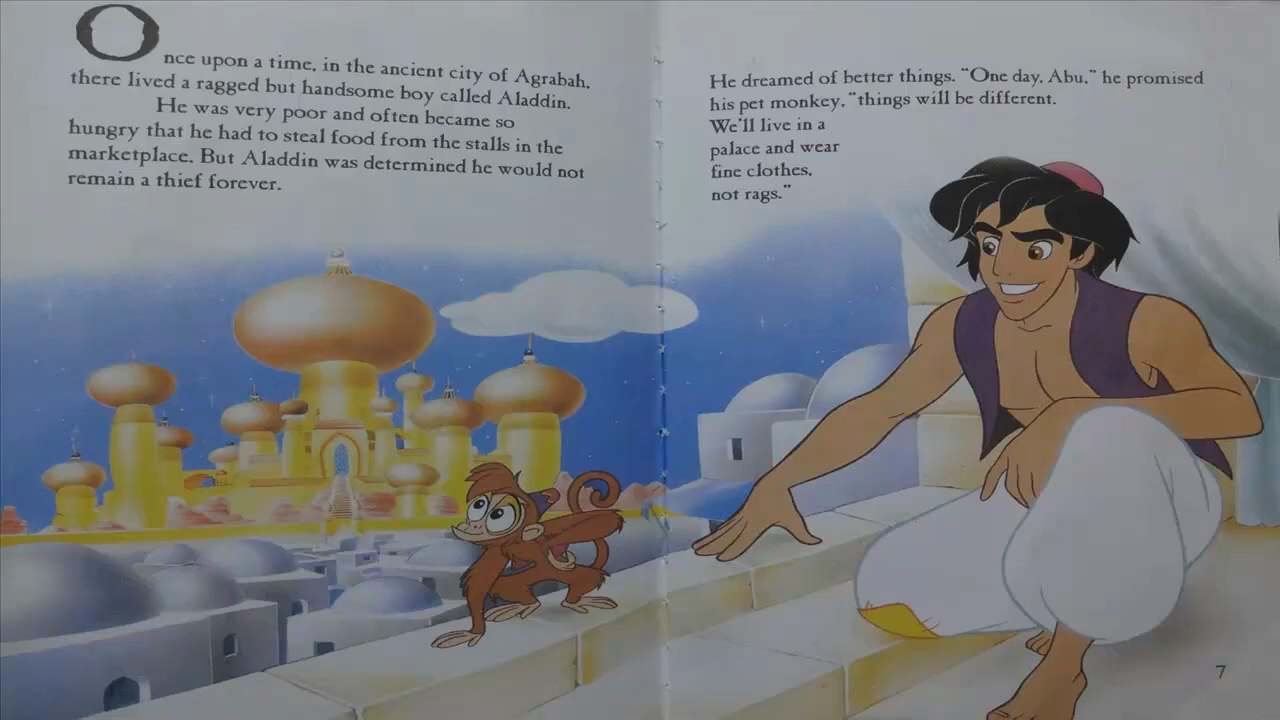 Once upon a time, in the ancient city of Agrabah,
there lived a ragged but handsome boy called Aladdin.
He was very poor and often became so
hungry that he had to steal food from the stalls in the
marketplace. But Aladdin was determined he would not
remain a thief forever.
He dreamed of better things. "One day, Abu," he promised
his pet monkey, "things will be different.
We'll live in a
palace and wear
fine clothes,
not rags."
7